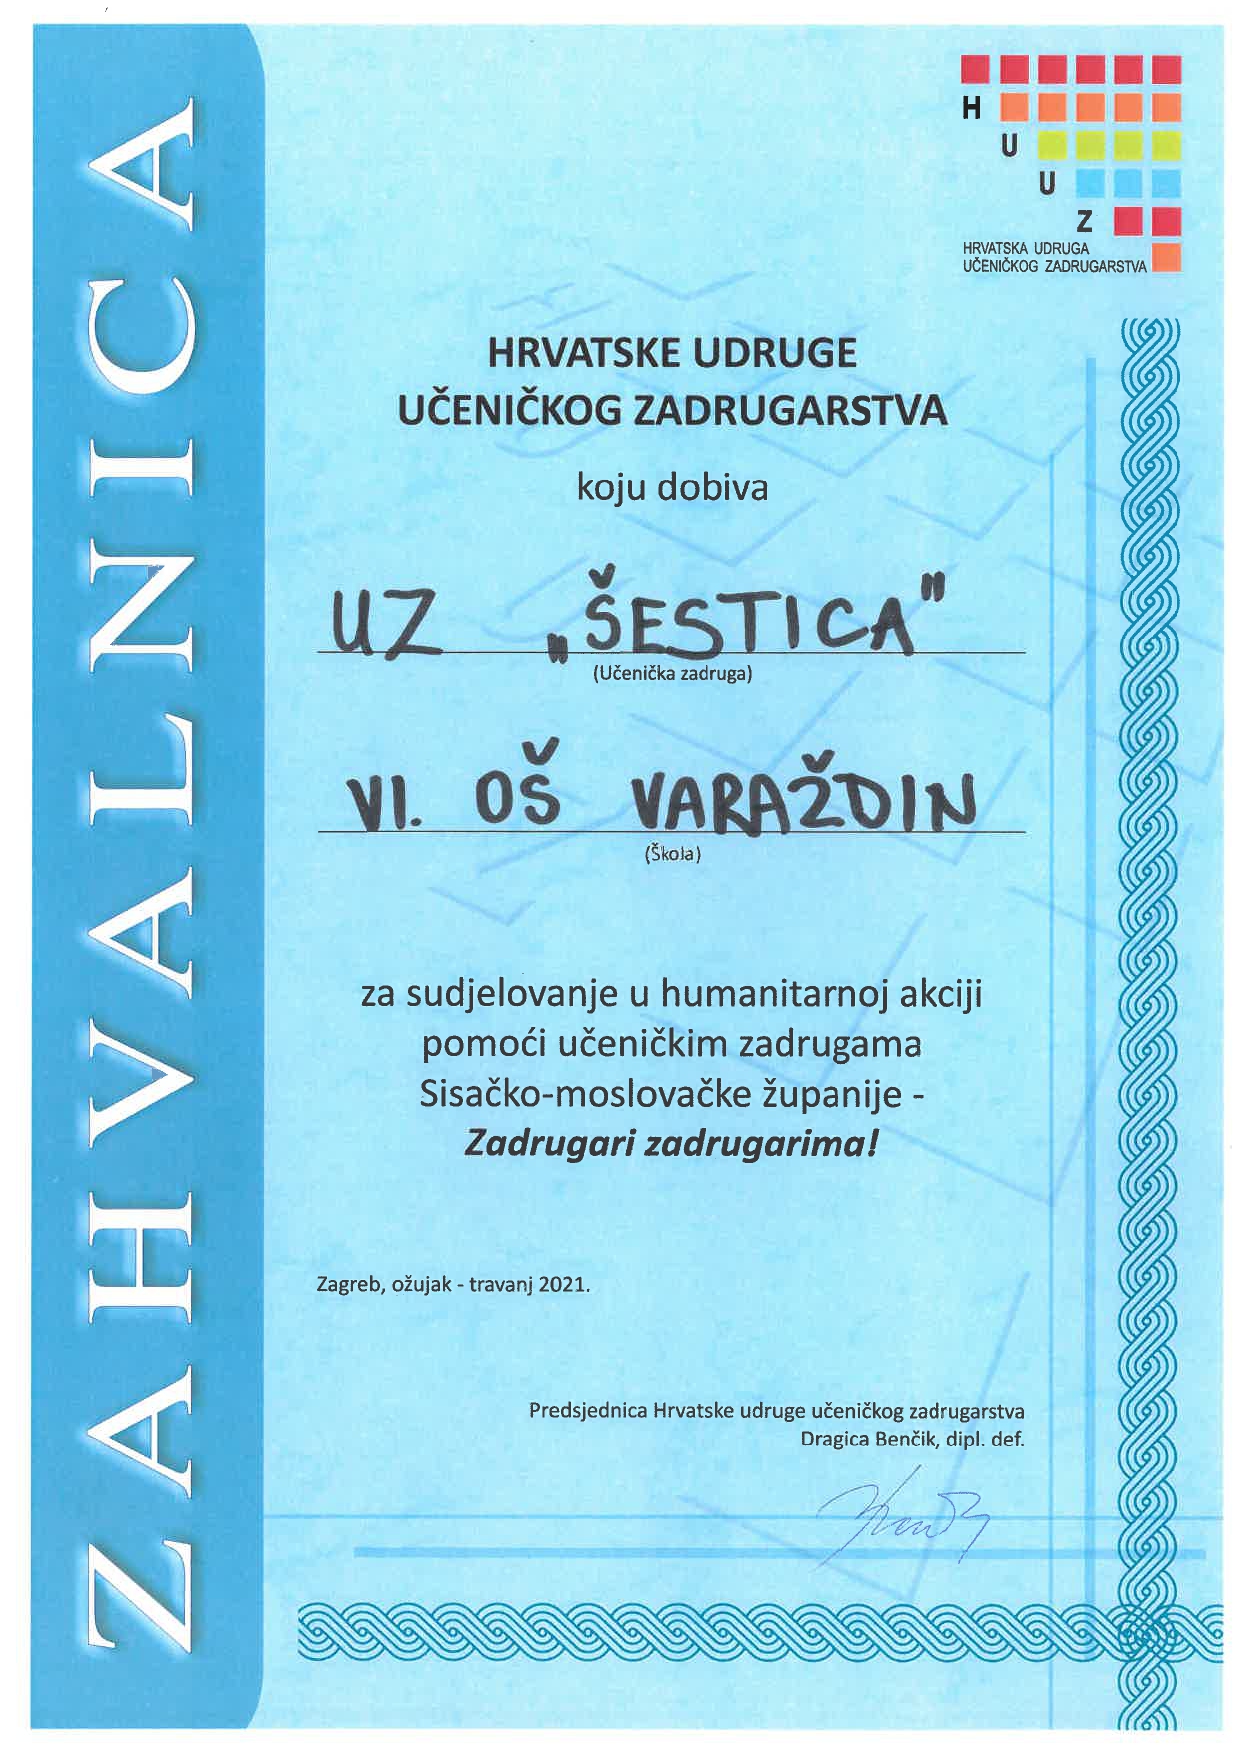 ZAHVALNICA
H
U
U
Z
HRVATSKA UDRUGA
UČENIČKOG ZADRUGARSTVA
HRVATSKE UDRUGE
UČENIČKOG ZADRUGARSTVA
koju dobiva
UZ „ŠESTICA"
(Učenička zadruga)
VI. OŠ VARAŽDIN
(Škola)
za sudjelovanje u humanitarnoj akciji
pomoći učeničkim zadrugama
Sisačko-moslovačke županije -
Zadrugari zadrugarima!
Zagreb, ožujak - travanj 2021.
Predsjednica Hrvatske udruge učeničkog zadrugarstva
Dragica Benčik, dipl. def.